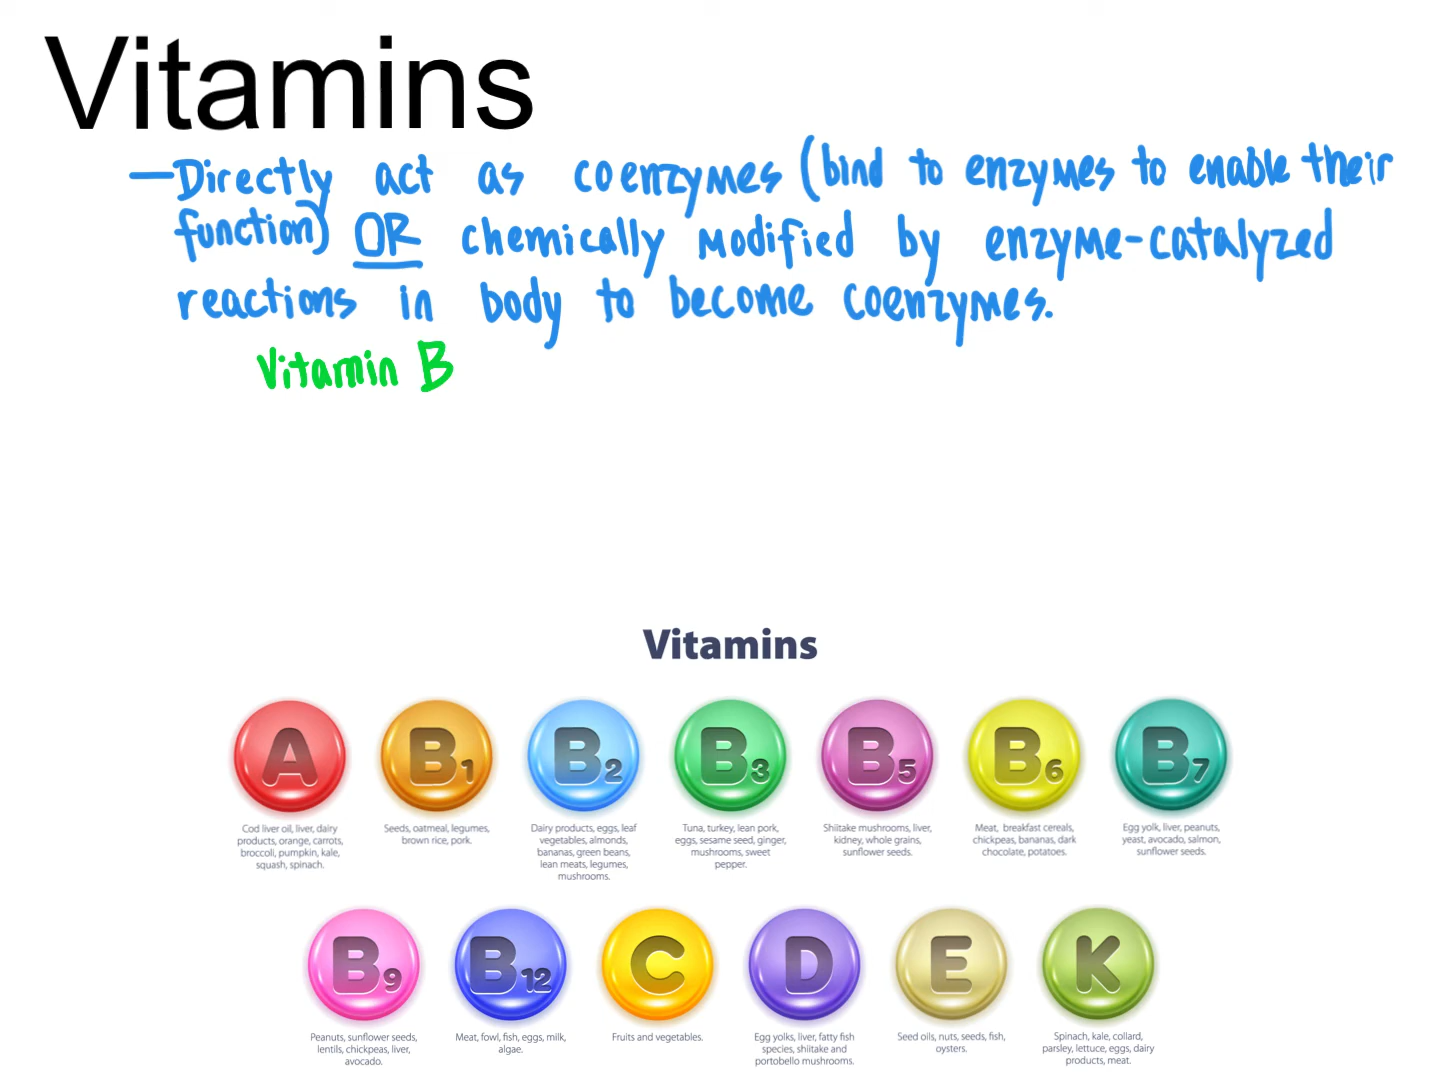 Vitamins
—Directly act as coenzymes (bind to enzymes to enable their
function) OR chemically modified by enzyme-catalyzed
reactions in body to become coenzymes.
Vitamin B
Vitamins
A B1 B2 B3 B5 B6 B7
Cod liver oil, liver, dairy
products, orange, carrots,
broccoli, pumpkin, kale,
squash, spinach.
Seeds, oatmeal, legumes,
brown rice, pork.
Dairy products, eggs, leaf
vegetables, almonds,
bananas, green beans,
lean meats, legumes,
mushrooms.
Tuna, turkey, lean pork,
eggs, sesame seed, ginger,
mushrooms, sweet
pepper.
Shiitake mushrooms, liver,
kidney, whole grains,
sunflower seeds.
Meat, breakfast cereals,
chickpeas, bananas, dark
chocolate, potatoes.
Egg yolk, liver, peanuts,
yeast, avocado, salmon,
sunflower seeds.
B9 B12 C D E K
Peanuts, sunflower seeds,
lentils, chickpeas, liver,
avocado.
Meat, fowl, fish, eggs, milk,
algae.
Fruits and vegetables.
Egg yolks, liver, fatty fish
species, shiitake and
portobello mushrooms.
Seed oils, nuts, seeds, fish,
oysters.
Spinach, kale, collard,
parsley, lettuce, eggs, dairy
products, meat.